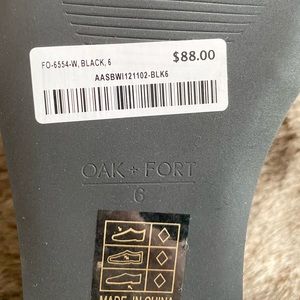 FO-6554-W, BLACK, 6
$88.00
AASBWI121102-BLK6
OAK + FORT
6
MADE IN CHINA